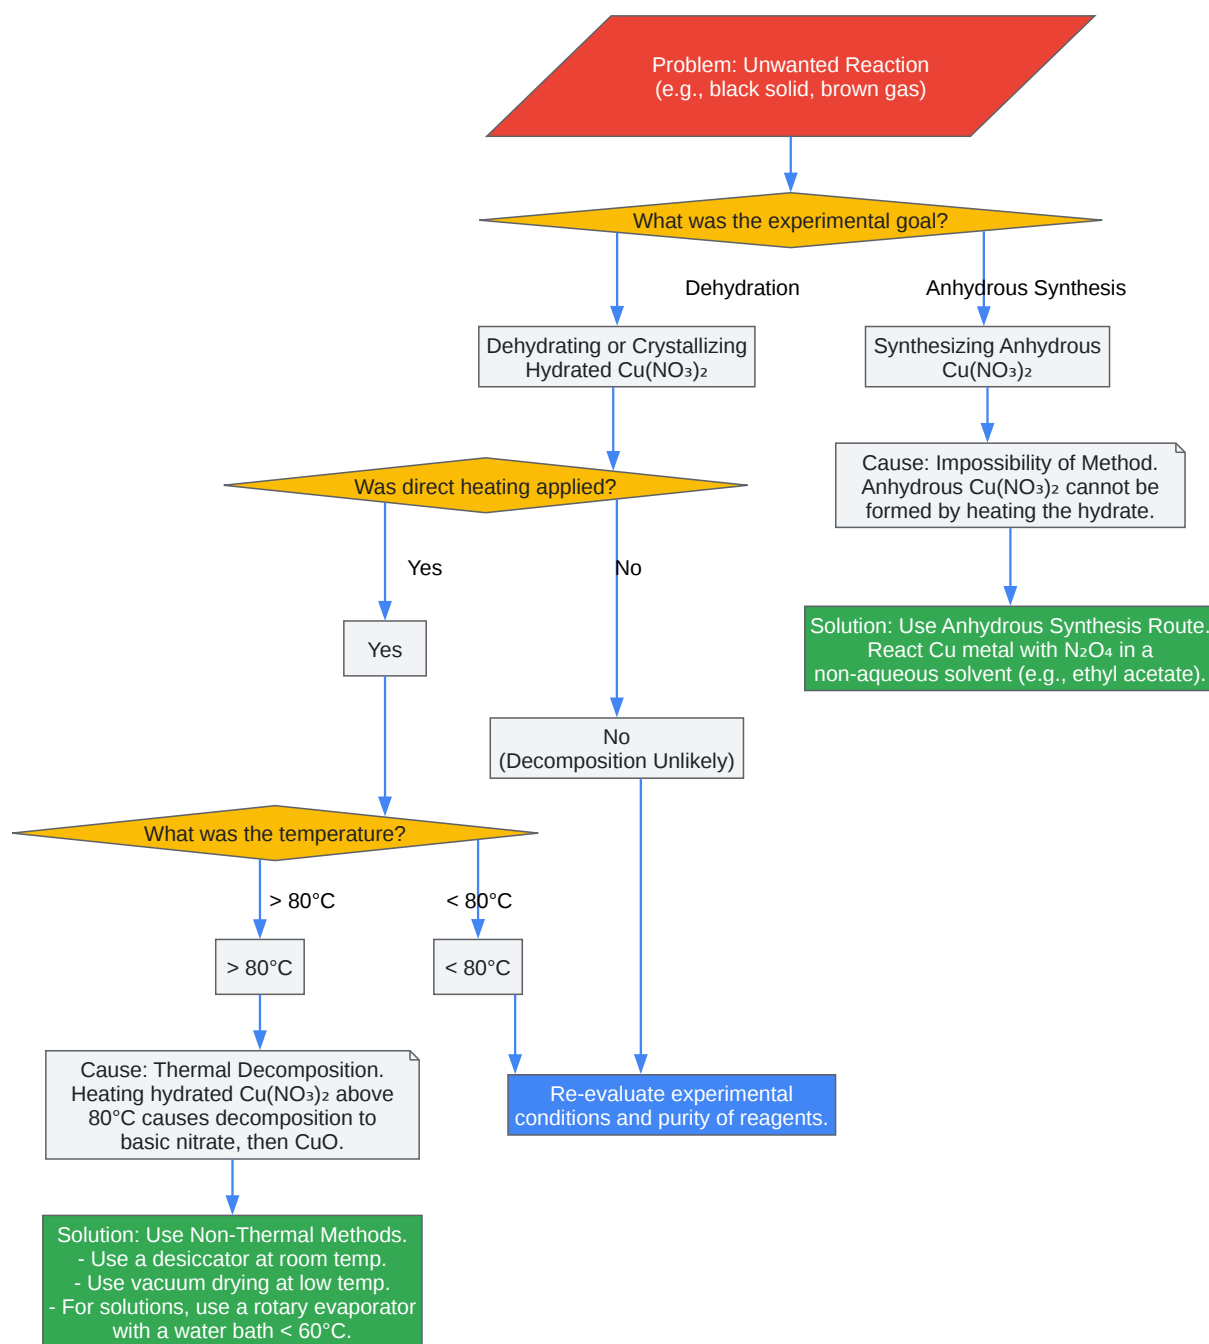 Problem: Unwanted Reaction
(e.g., black solid, brown gas)
What was the experimental goal?
Dehydration
Anhydrous Synthesis
Dehydrating or Crystallizing
Hydrated Cu(NO₃)₂
Synthesizing Anhydrous
Cu(NO₃)₂
Cause: Impossibility of Method.
Anhydrous Cu(NO₃)₂ cannot be
formed by heating the hydrate.
Was direct heating applied?
Yes
No
Solution: Use Anhydrous Synthesis Route.
React Cu metal with N₂O₄ in a
non-aqueous solvent (e.g., ethyl acetate).
Yes
No
(Decomposition Unlikely)
What was the temperature?
> 80°C
< 80°C
> 80°C
< 80°C
Cause: Thermal Decomposition.
Heating hydrated Cu(NO₃)₂ above
80°C causes decomposition to
basic nitrate, then CuO.
Re-evaluate experimental
conditions and purity of reagents.
Solution: Use Non-Thermal Methods.
- Use a desiccator at room temp.
- Use vacuum drying at low temp.
- For solutions, use a rotary evaporator
with a water bath < 60°C.